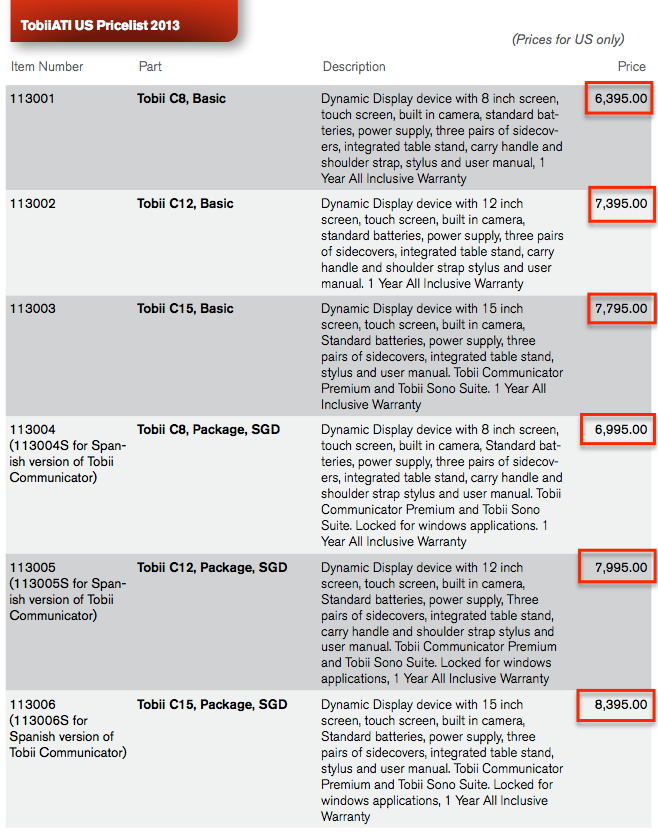 TobiiATI US Pricelist 2013
(Prices for US only)
Item Number Part Description Price
113001 Tobii C8, Basic Dynamic Display device with 8 inch screen, 6,395.00
touch screen, built in camera, standard bat-
teries, power supply, three pairs of sidecov-
ers, integrated table stand, carry handle and
shoulder strap, stylus and user manual, 1
Year All Inclusive Warranty
113002 Tobii C12, Basic Dynamic Display device with 12 inch 7,395.00
screen, touch screen, built in camera,
standard batteries, power supply, three pairs
of sidecovers, integrated table stand, carry
handle and shoulder strap stylus and user
manual. 1 Year All Inclusive Warranty
113003 Tobii C15, Basic Dynamic Display device with 15 inch 7,795.00
screen, touch screen, built in camera,
Standard batteries, power supply, three
pairs of sidecovers, integrated table stand,
stylus and user manual. Tobii Communicator
Premium and Tobii Sono Suite. 1 Year All
Inclusive Warranty
113004 Tobii C8, Package, SGD Dynamic Display device with 8 inch screen, 6,995.00
(113004S for Span- touch screen, built in camera, Standard bat-
ish version of Tobii teries, power supply, three pairs of sidecov-
Communicator) ers, integrated table stand, carry handle and
shoulder strap stylus and user manual. Tobii
Communicator Premium and Tobii Sono
Suite. Locked for windows applications. 1
Year All Inclusive Warranty
113005 Tobii C12, Package, SGD Dynamic Display device with 12 inch 7,995.00
(113005S for Span- screen, touch screen, built in camera,
ish version of Tobii Standard batteries, power supply, Three
Communicator) pairs of sidecovers, integrated table stand,
carry handle and shoulder strap stylus and
user manual. Tobii Communicator Premium
and Tobii Sono Suite. Locked for windows
applications, 1 Year All Inclusive Warranty
113006 Tobii C15, Package, SGD Dynamic Display device with 15 inch 8,395.00
(113006S for screen, touch screen, built in camera,
Spanish version of Standard batteries, power supply, three
Tobii Communicator) pairs of sidecovers, integrated table stand,
stylus and user manual. Tobii Communicator
Premium and Tobii Sono Suite. Locked for
windows applications, 1 Year All Inclusive
Warranty